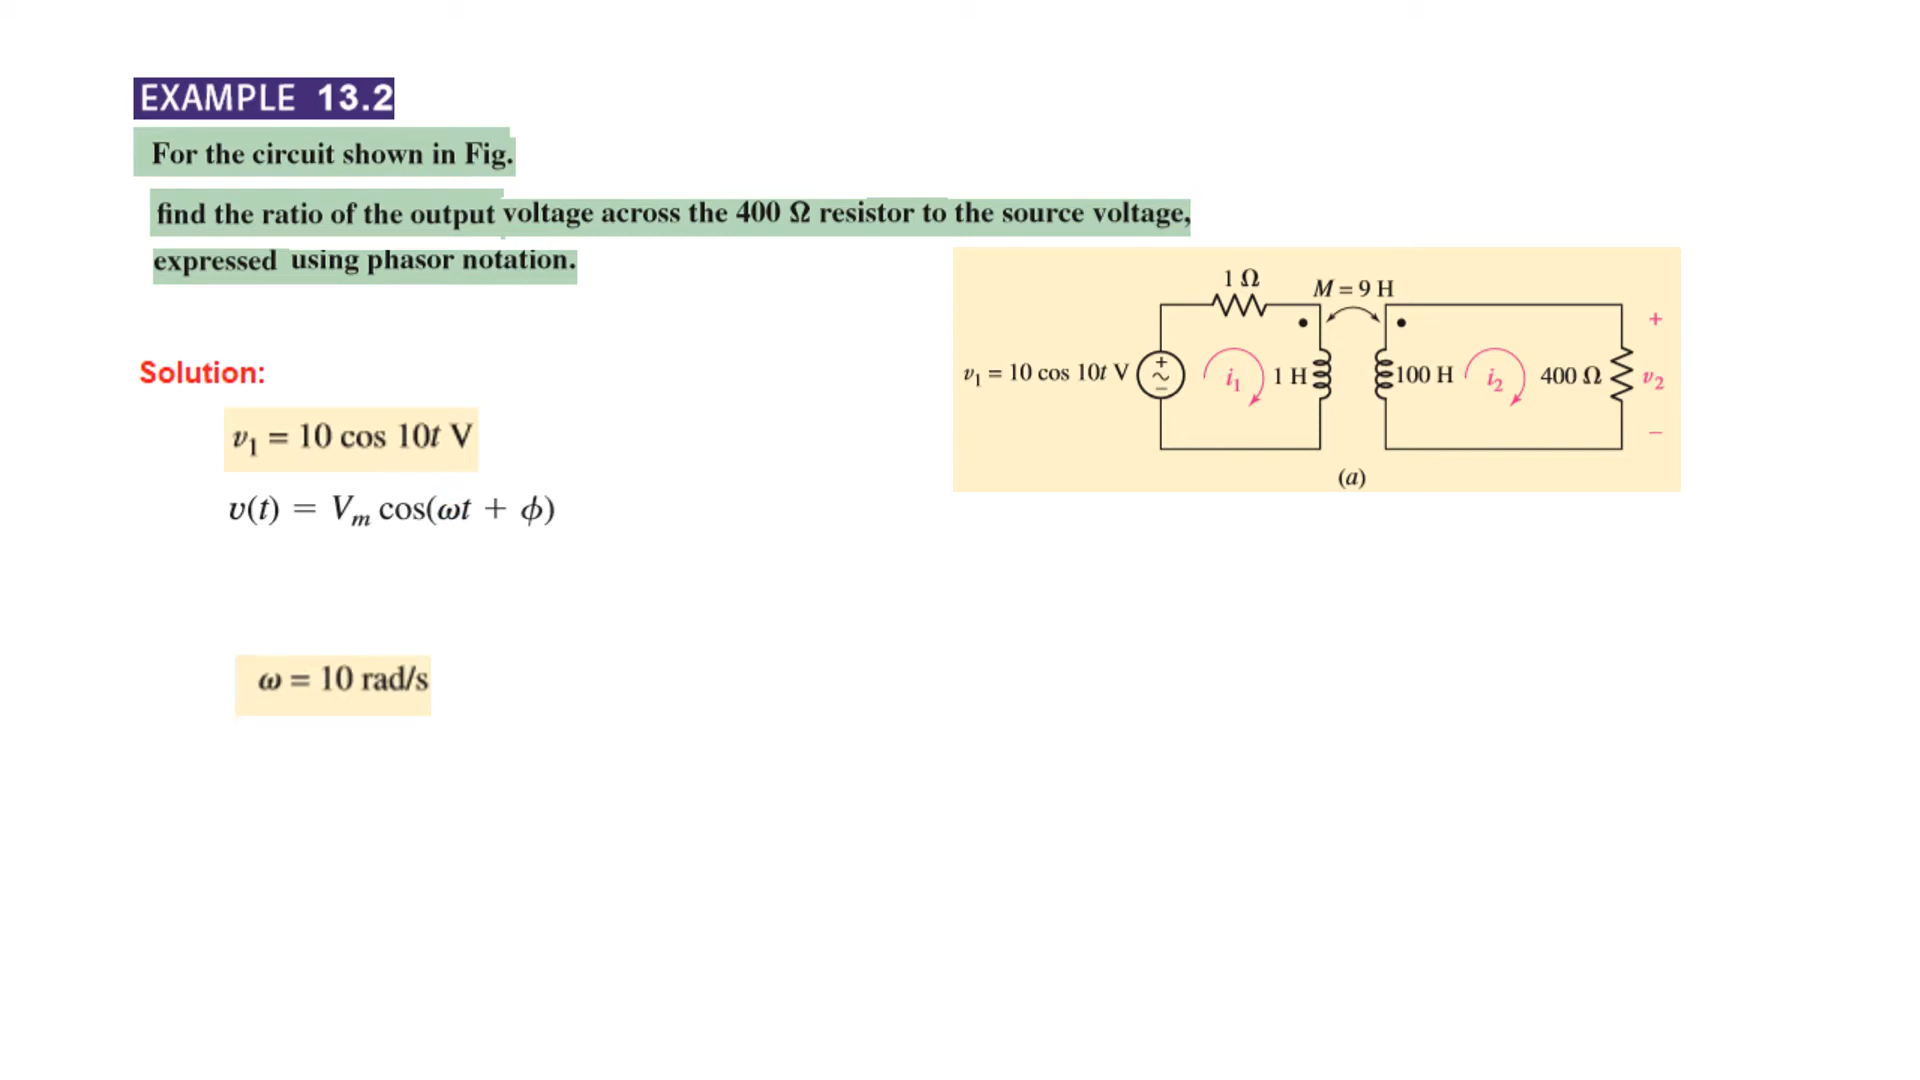 EXAMPLE 13.2
For the circuit shown in Fig.
find the ratio of the output voltage across the 400 Ω resistor to the source voltage,
expressed using phasor notation.
1 Ω
M = 9 H
+
v₁ = 10 cos 10t V
+
~
−
i₁
1 H
100 H
i₂
400 Ω
v₂
−
(a)
Solution:
v₁ = 10 cos 10t V
v(t) = Vₘ cos(ωt + ϕ)
ω = 10 rad/s